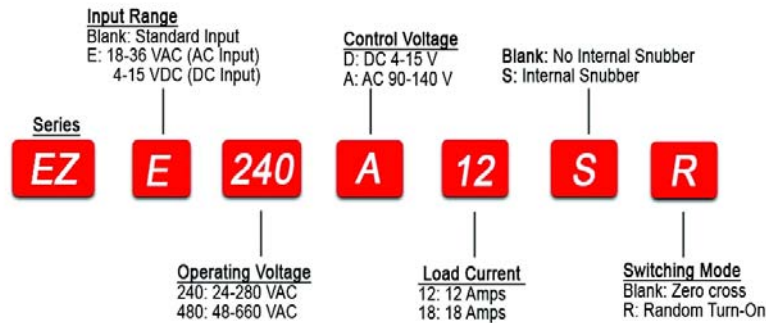 Input Range
Blank: Standard Input
E: 18-36 VAC (AC Input)
4-15 VDC (DC Input)
Control Voltage
D: DC 4-15 V
A: AC 90-140 V
Blank: No Internal Snubber
S: Internal Snubber
Series
EZ E 240 A 12 S R
Operating Voltage
240: 24-280 VAC
480: 48-660 VAC
Load Current
12: 12 Amps
18: 18 Amps
Switching Mode
Blank: Zero cross
R: Random Turn-On